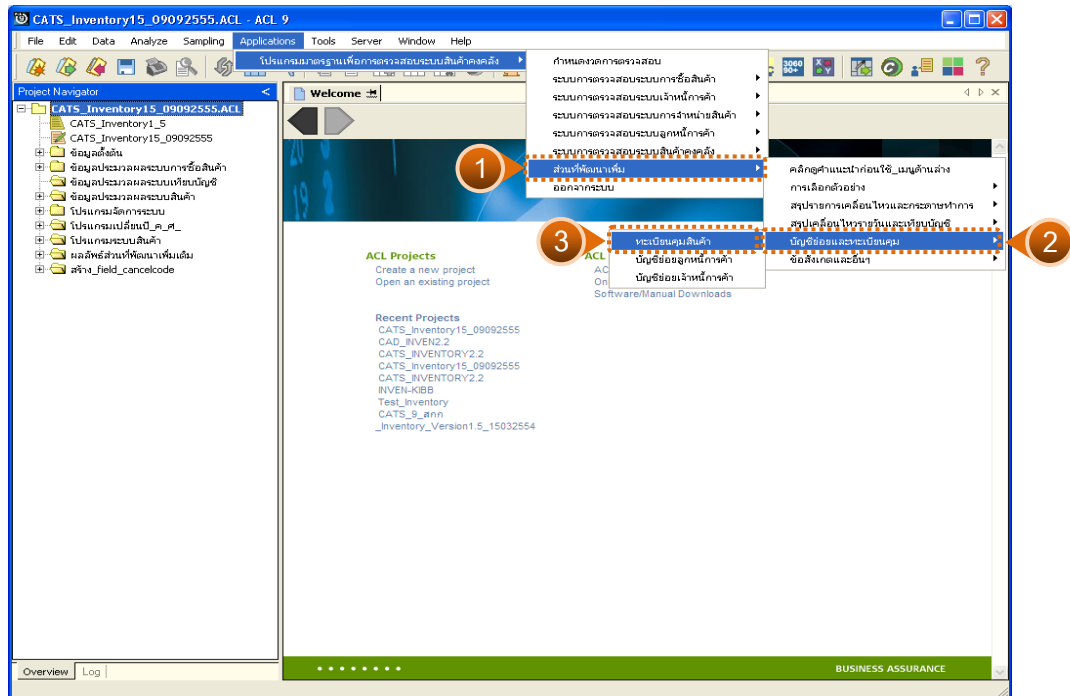 CATS_Inventory15_09092555.ACL - ACL 9
File Edit Data Analyze Sampling Applications Tools Server Window Help
โปรแกรมมาตรฐานเพื่อการตรวจสอบระบบสินค้าคงคลัง
กำหนดงวดการตรวจสอบ
ระบบการตรวจสอบระบบการซื้อสินค้า
ระบบการตรวจสอบระบบเจ้าหนี้การค้า
ระบบการตรวจสอบระบบการจำหน่ายสินค้า
ระบบการตรวจสอบระบบลูกหนี้การค้า
ระบบการตรวจสอบระบบสินค้าคงคลัง
ส่วนที่พัฒนาเพิ่ม
ออกจากระบบ
1
คลิกดูคำแนะนำก่อนใช้_เมนูด้านล่าง
การเลือกตัวอย่าง
สรุปรายการเคลื่อนไหวและกระดาษทำการ
สรุปเคลื่อนไหวรายวันและเทียบบัญชี
บัญชีย่อยและทะเบียนคุม
ข้อสังเกตและอื่นๆ
2
3
ทะเบียนคุมสินค้า
บัญชีย่อยลูกหนี้การค้า
บัญชีย่อยเจ้าหนี้การค้า
Project Navigator <
CATS_Inventory15_09092555.ACL
CATS_Inventory1_5
CATS_Inventory15_09092555
ข้อมูลตั้งต้น
ข้อมูลประมวลผลระบบการซื้อสินค้า
ข้อมูลประมวลผลระบบเทียบบัญชี
ข้อมูลประมวลผลระบบสินค้า
โปรแกรมจัดการระบบ
โปรแกรมเปลี่ยนปี_ค_ศ_
โปรแกรมระบบสินค้า
ผลลัพธ์ส่วนที่พัฒนาเพิ่มเติม
สร้าง_field_cancelcode
Welcome
ACL Projects
Create a new project
Open an existing project
ACL
AC
On
Software/Manual Downloads
Recent Projects
CATS_Inventory15_09092555
CAD_INVEN2.2
CATS_INVENTORY2.2
CATS_Inventory15_09092555
CATS_INVENTORY2.2
INVEN-KIBB
Test_Inventory
CATS_9_สตก
_Inventory_Version1.5_15032554
Overview Log
BUSINESS ASSURANCE